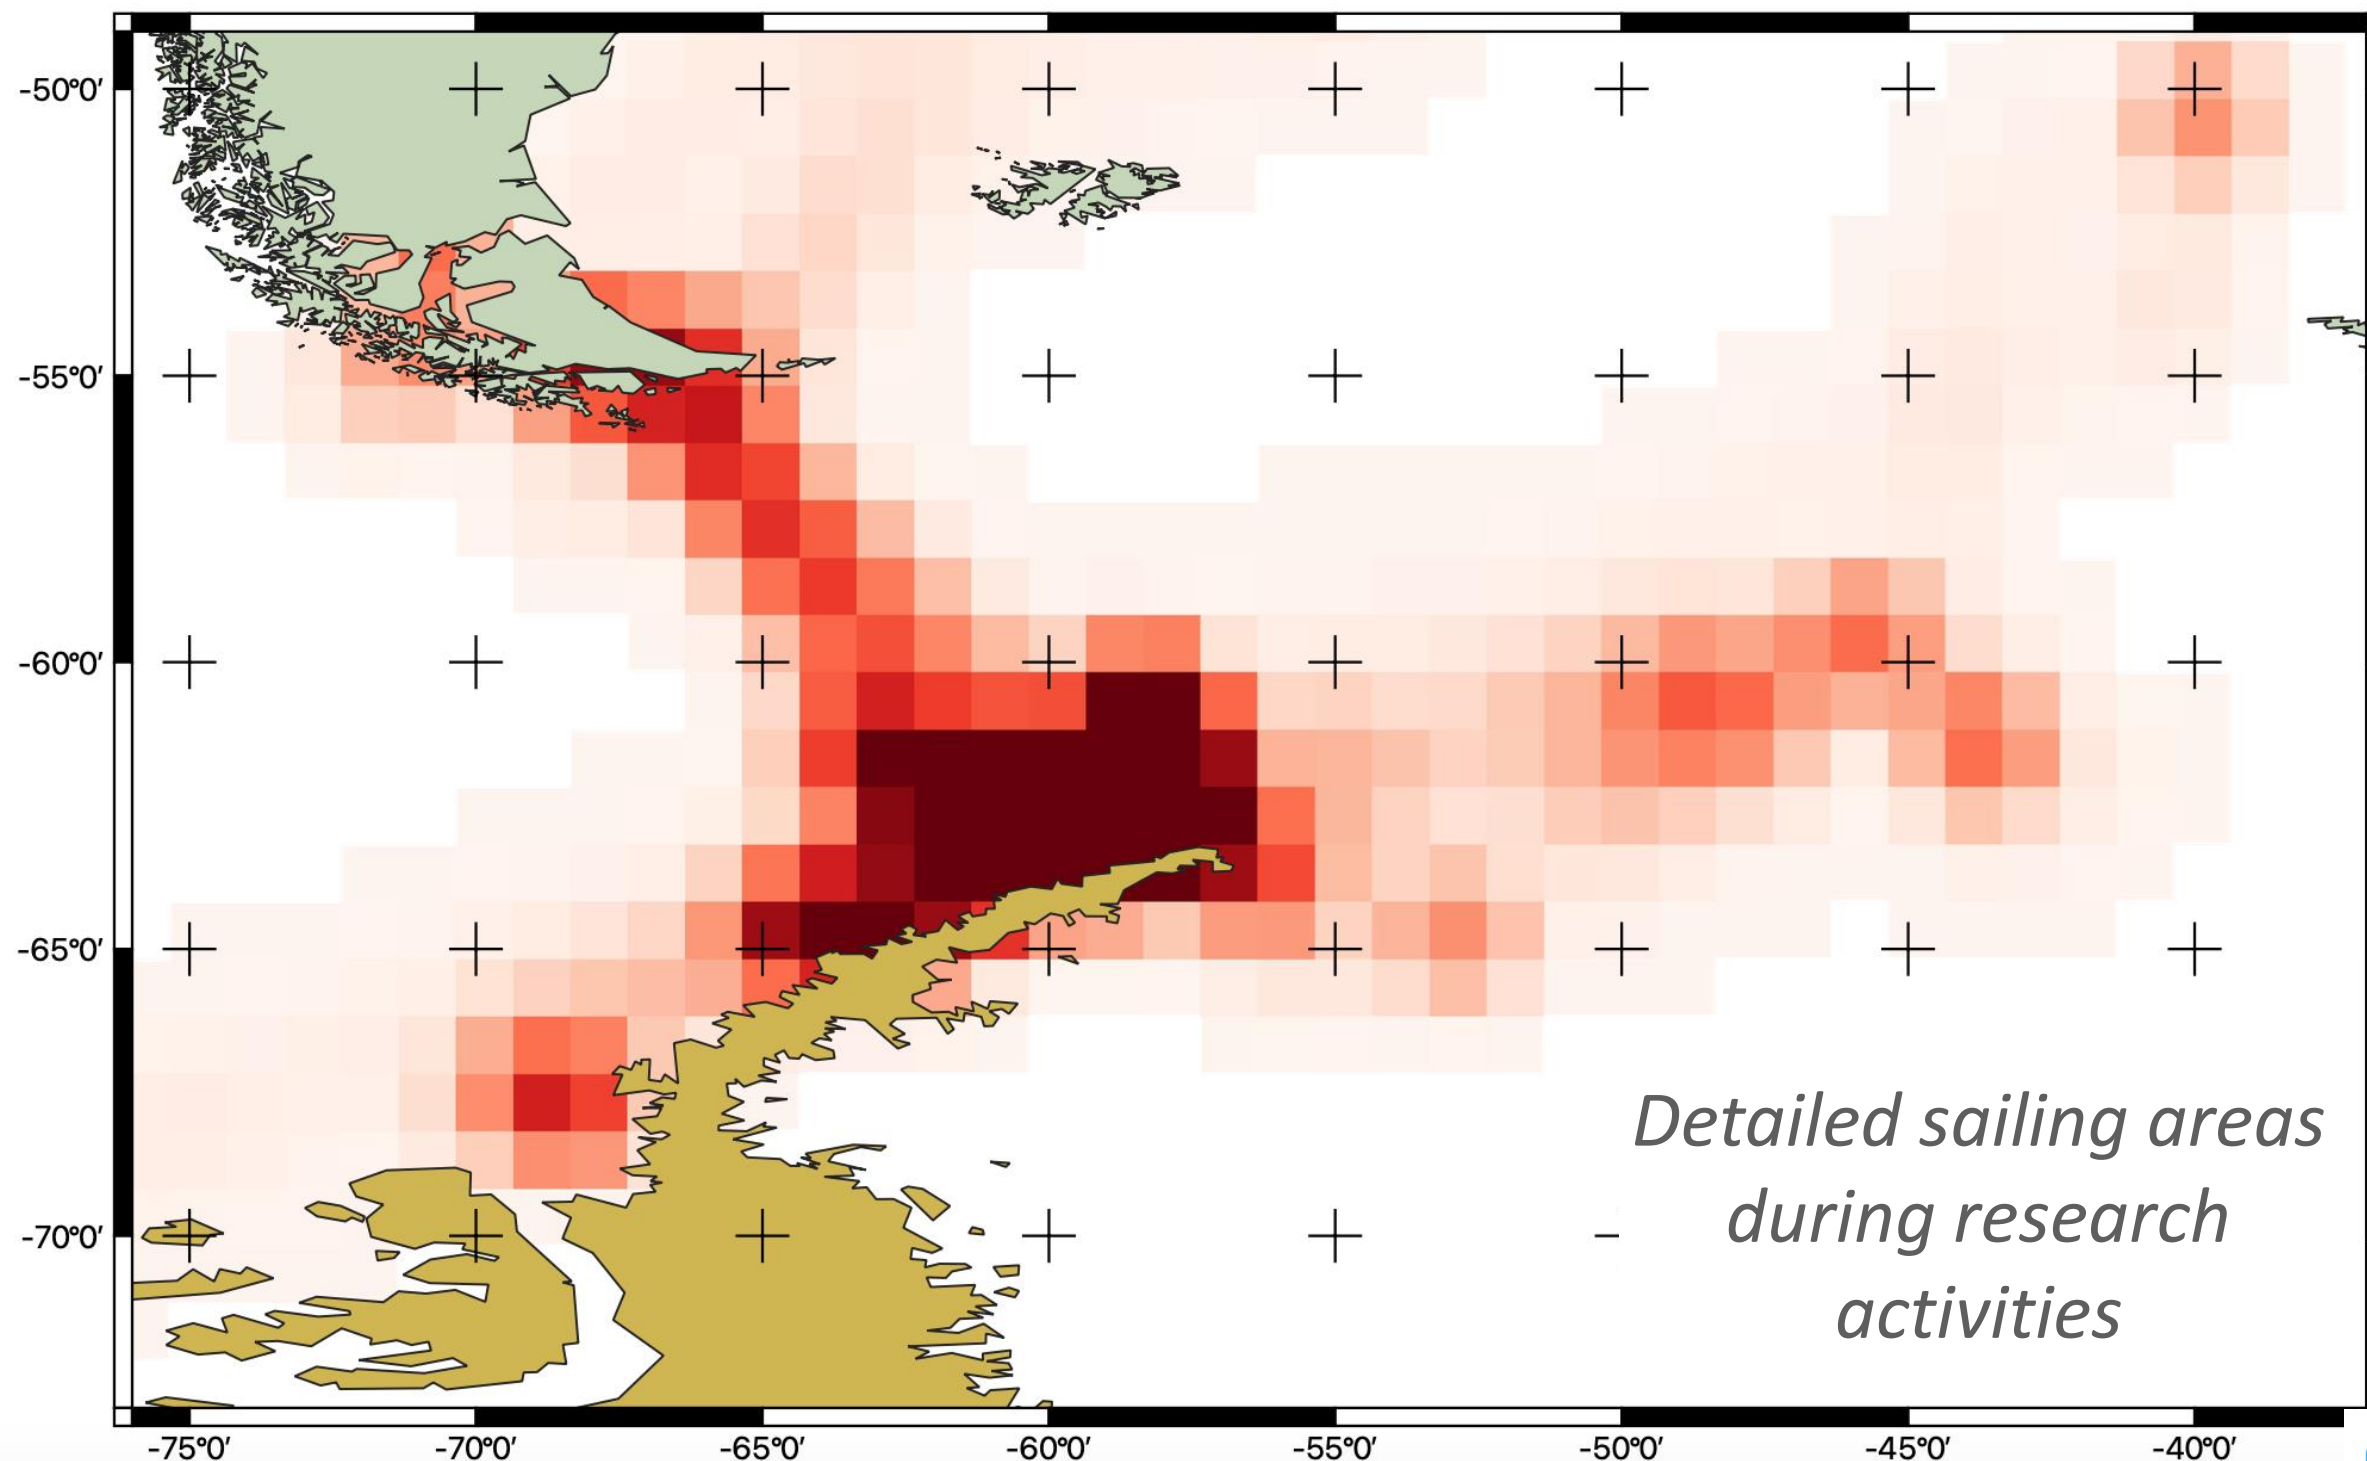 -50°0′
-55°0′
-60°0′
-65°0′
-70°0′
Detailed sailing areas
during research
activities
-75°0′ -70°0′ -65°0′ -60°0′ -55°0′ -50°0′ -45°0′ -40°0′